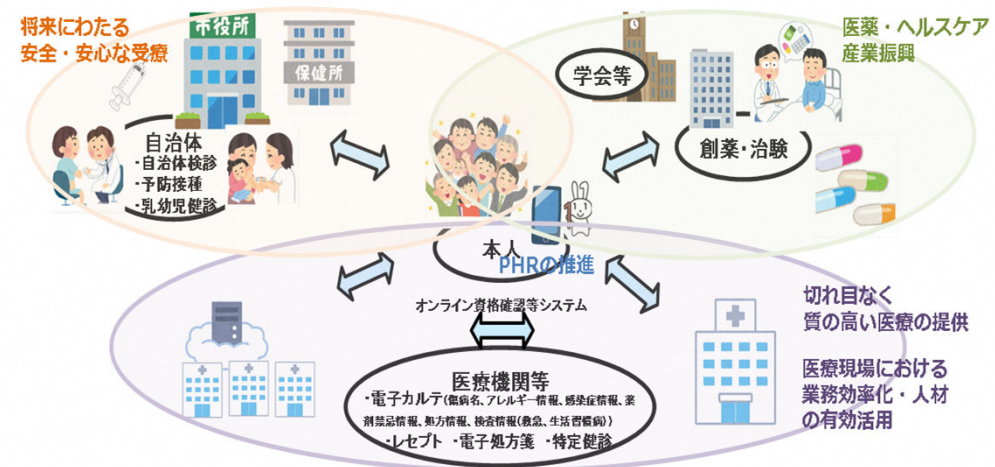 将来にわたる
安全・安心な受療
市役所
保健所
自治体
・自治体検診
・予防接種
・乳幼児健診
学会等
医薬・ヘルスケア
産業振興
創薬・治験
本人
PHRの推進
オンライン資格確認等システム
医療機関等
・電子カルテ(傷病名、アレルギー情報、感染症情報、薬
剤禁忌情報、処方情報、検査情報(救急、生活習慣病))
・レセプト ・電子処方箋 ・特定健診
切れ目なく
質の高い医療の提供
医療現場における
業務効率化・人材
の有効活用